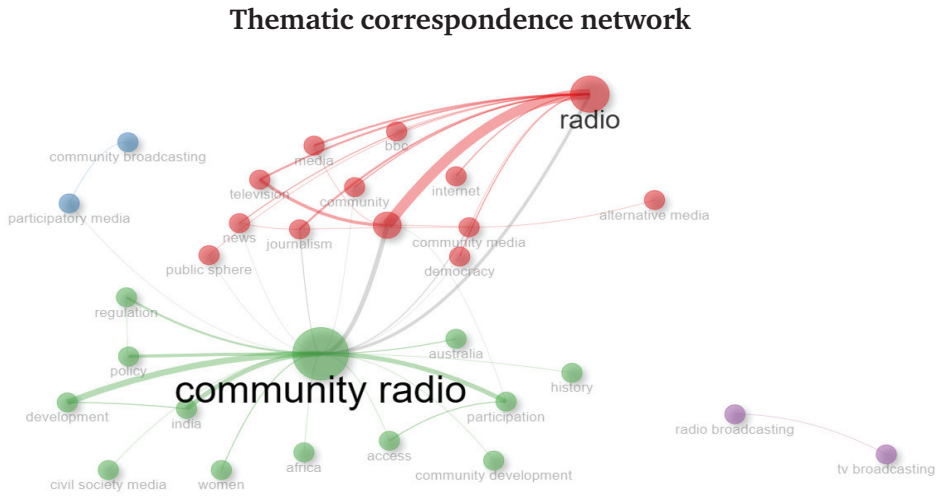 Thematic correspondence network
radio
bbc
media
community broadcasting
internet
television
community
participatory media
alternative media
news
journalism
community media
public sphere
democracy
regulation
australia
policy
history
community radio
development
india
participation
radio broadcasting
access
africa
community development
tv broadcasting
civil society media
women